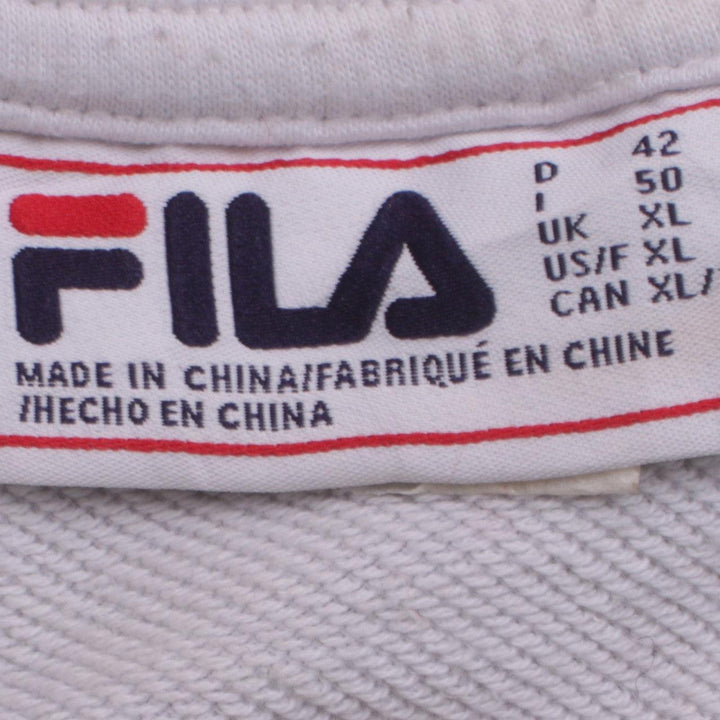 FILA
D 42
I 50
UK XL
US/F XL
CAN XL/
MADE IN CHINA/FABRIQUÉ EN CHINE
/HECHO EN CHINA